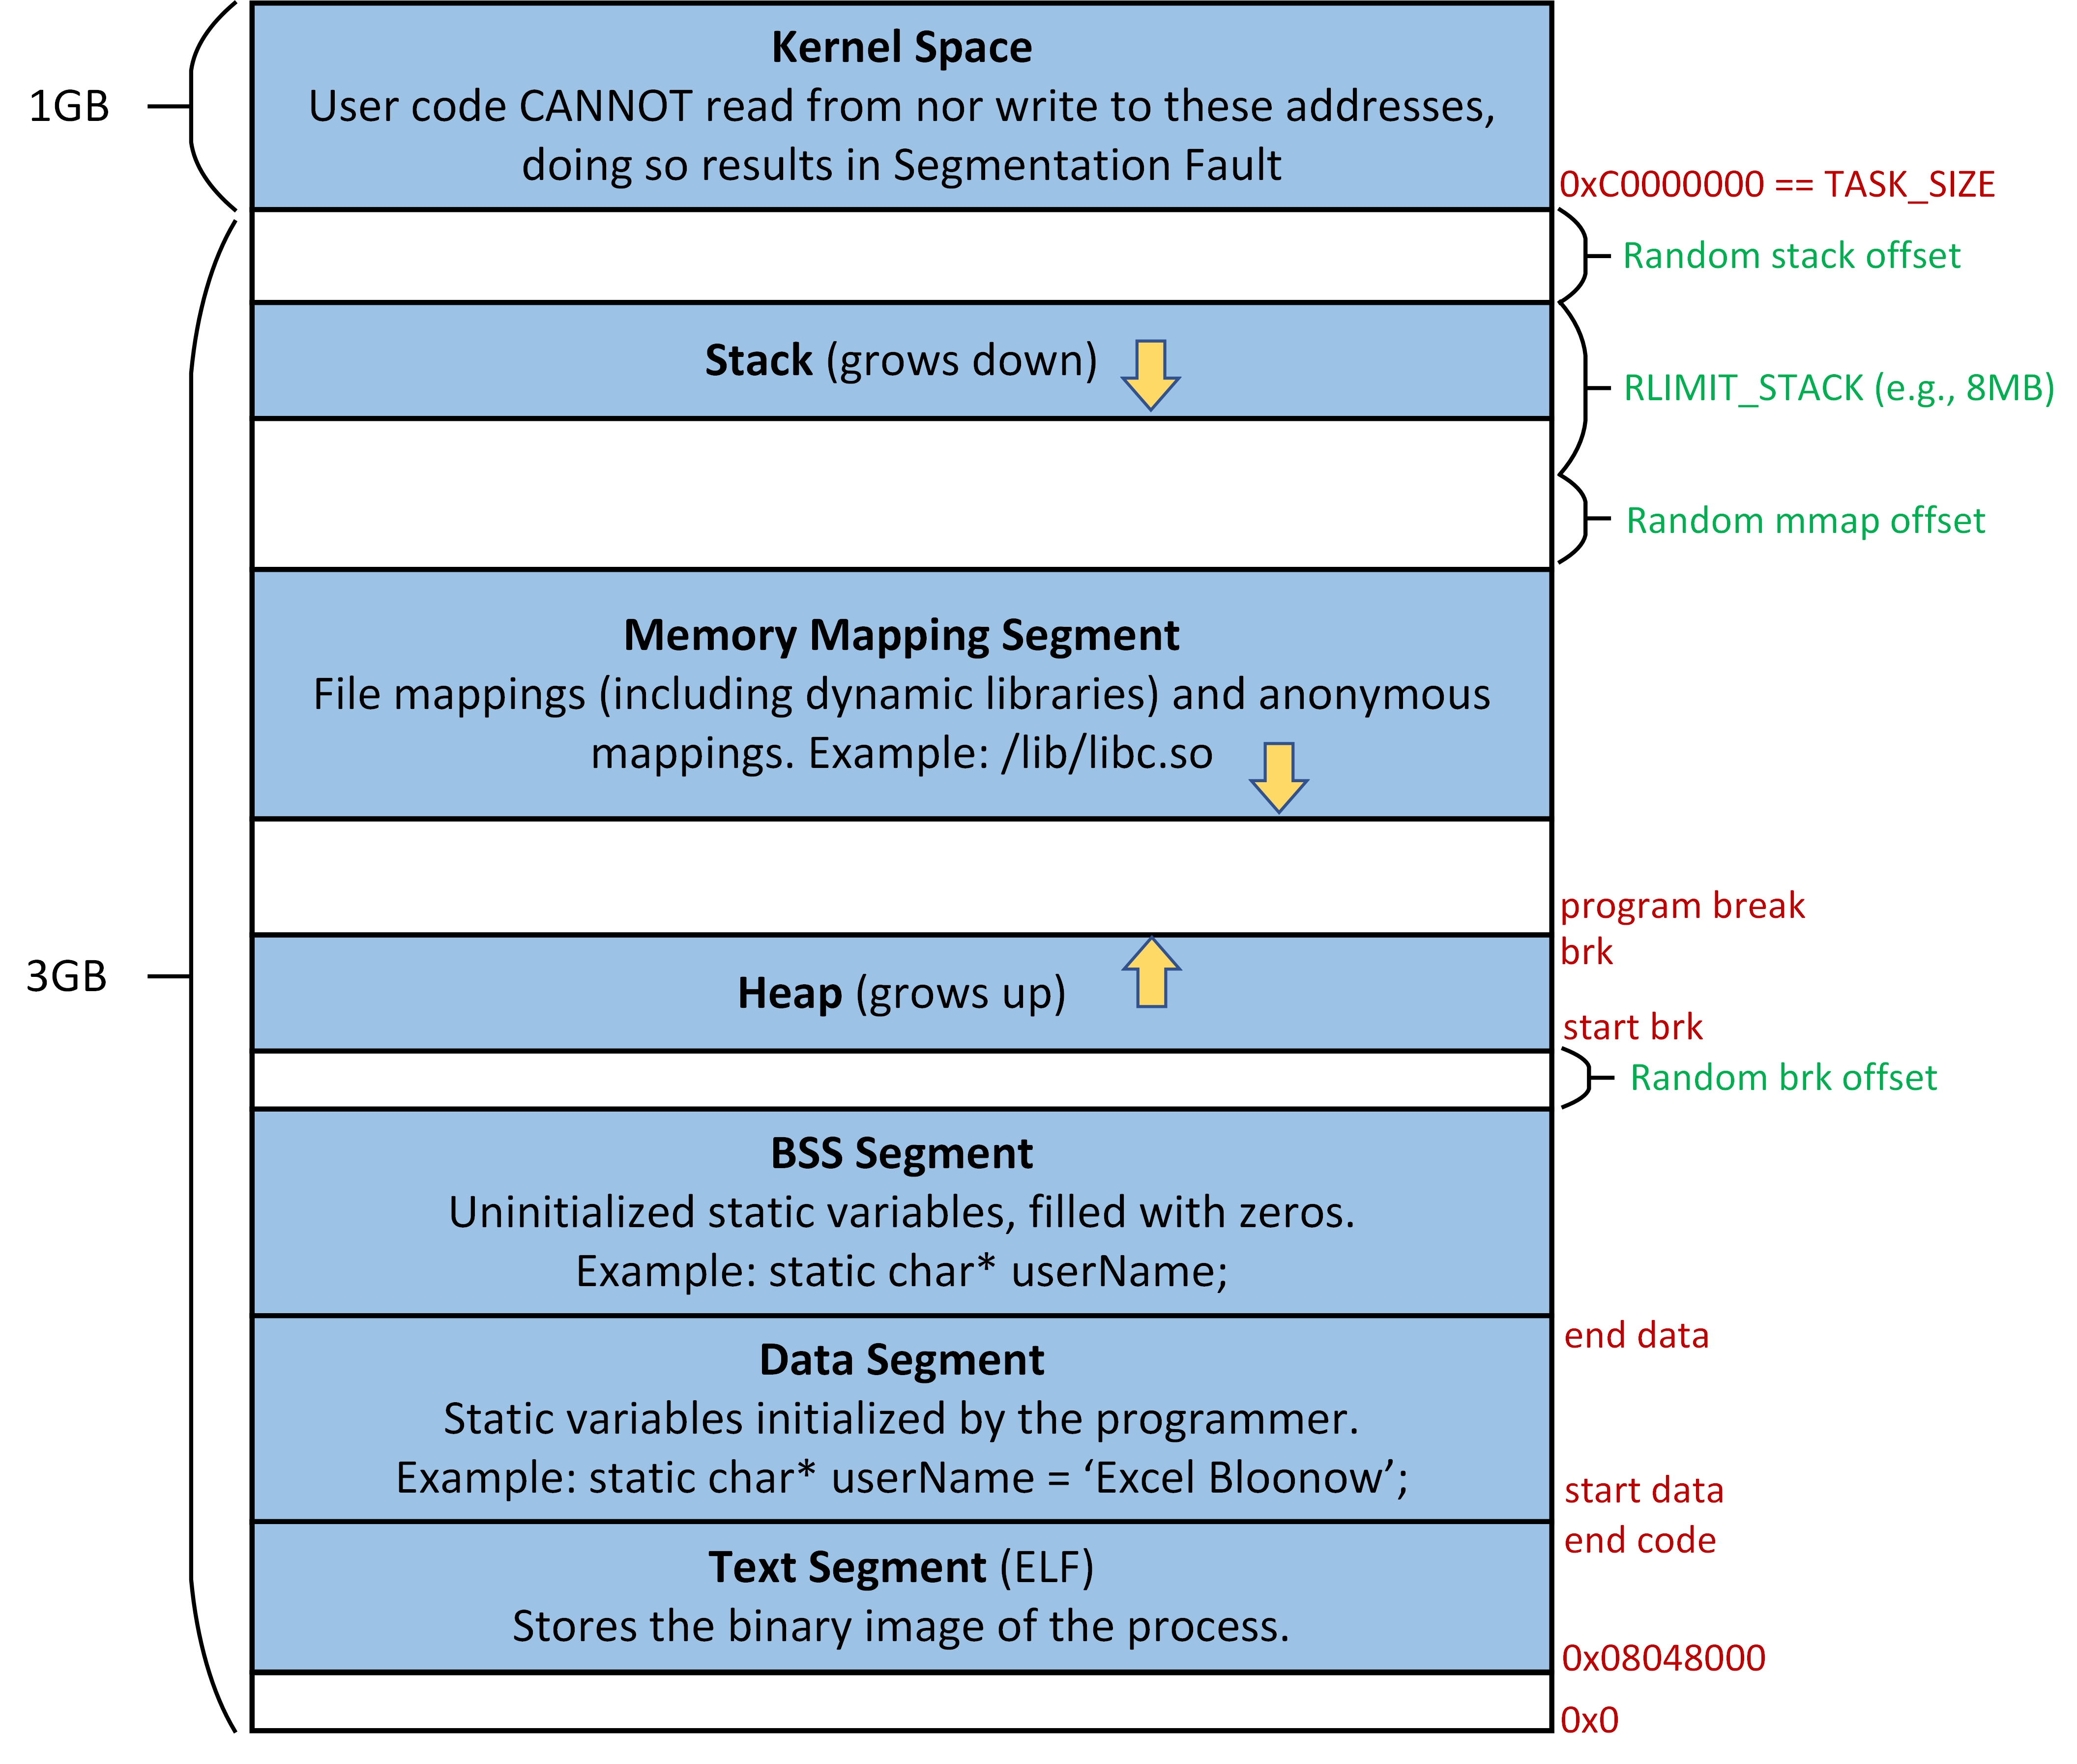 1GB
Kernel Space
User code CANNOT read from nor write to these addresses,
doing so results in Segmentation Fault
0xC0000000 == TASK_SIZE
Random stack offset
Stack (grows down)
RLIMIT_STACK (e.g., 8MB)
Random mmap offset
Memory Mapping Segment
File mappings (including dynamic libraries) and anonymous
mappings. Example: /lib/libc.so
program break
brk
3GB
Heap (grows up)
start brk
Random brk offset
BSS Segment
Uninitialized static variables, filled with zeros.
Example: static char* userName;
end data
Data Segment
Static variables initialized by the programmer.
Example: static char* userName = ‘Excel Bloonow’;
start data
end code
Text Segment (ELF)
Stores the binary image of the process.
0x08048000
0x0